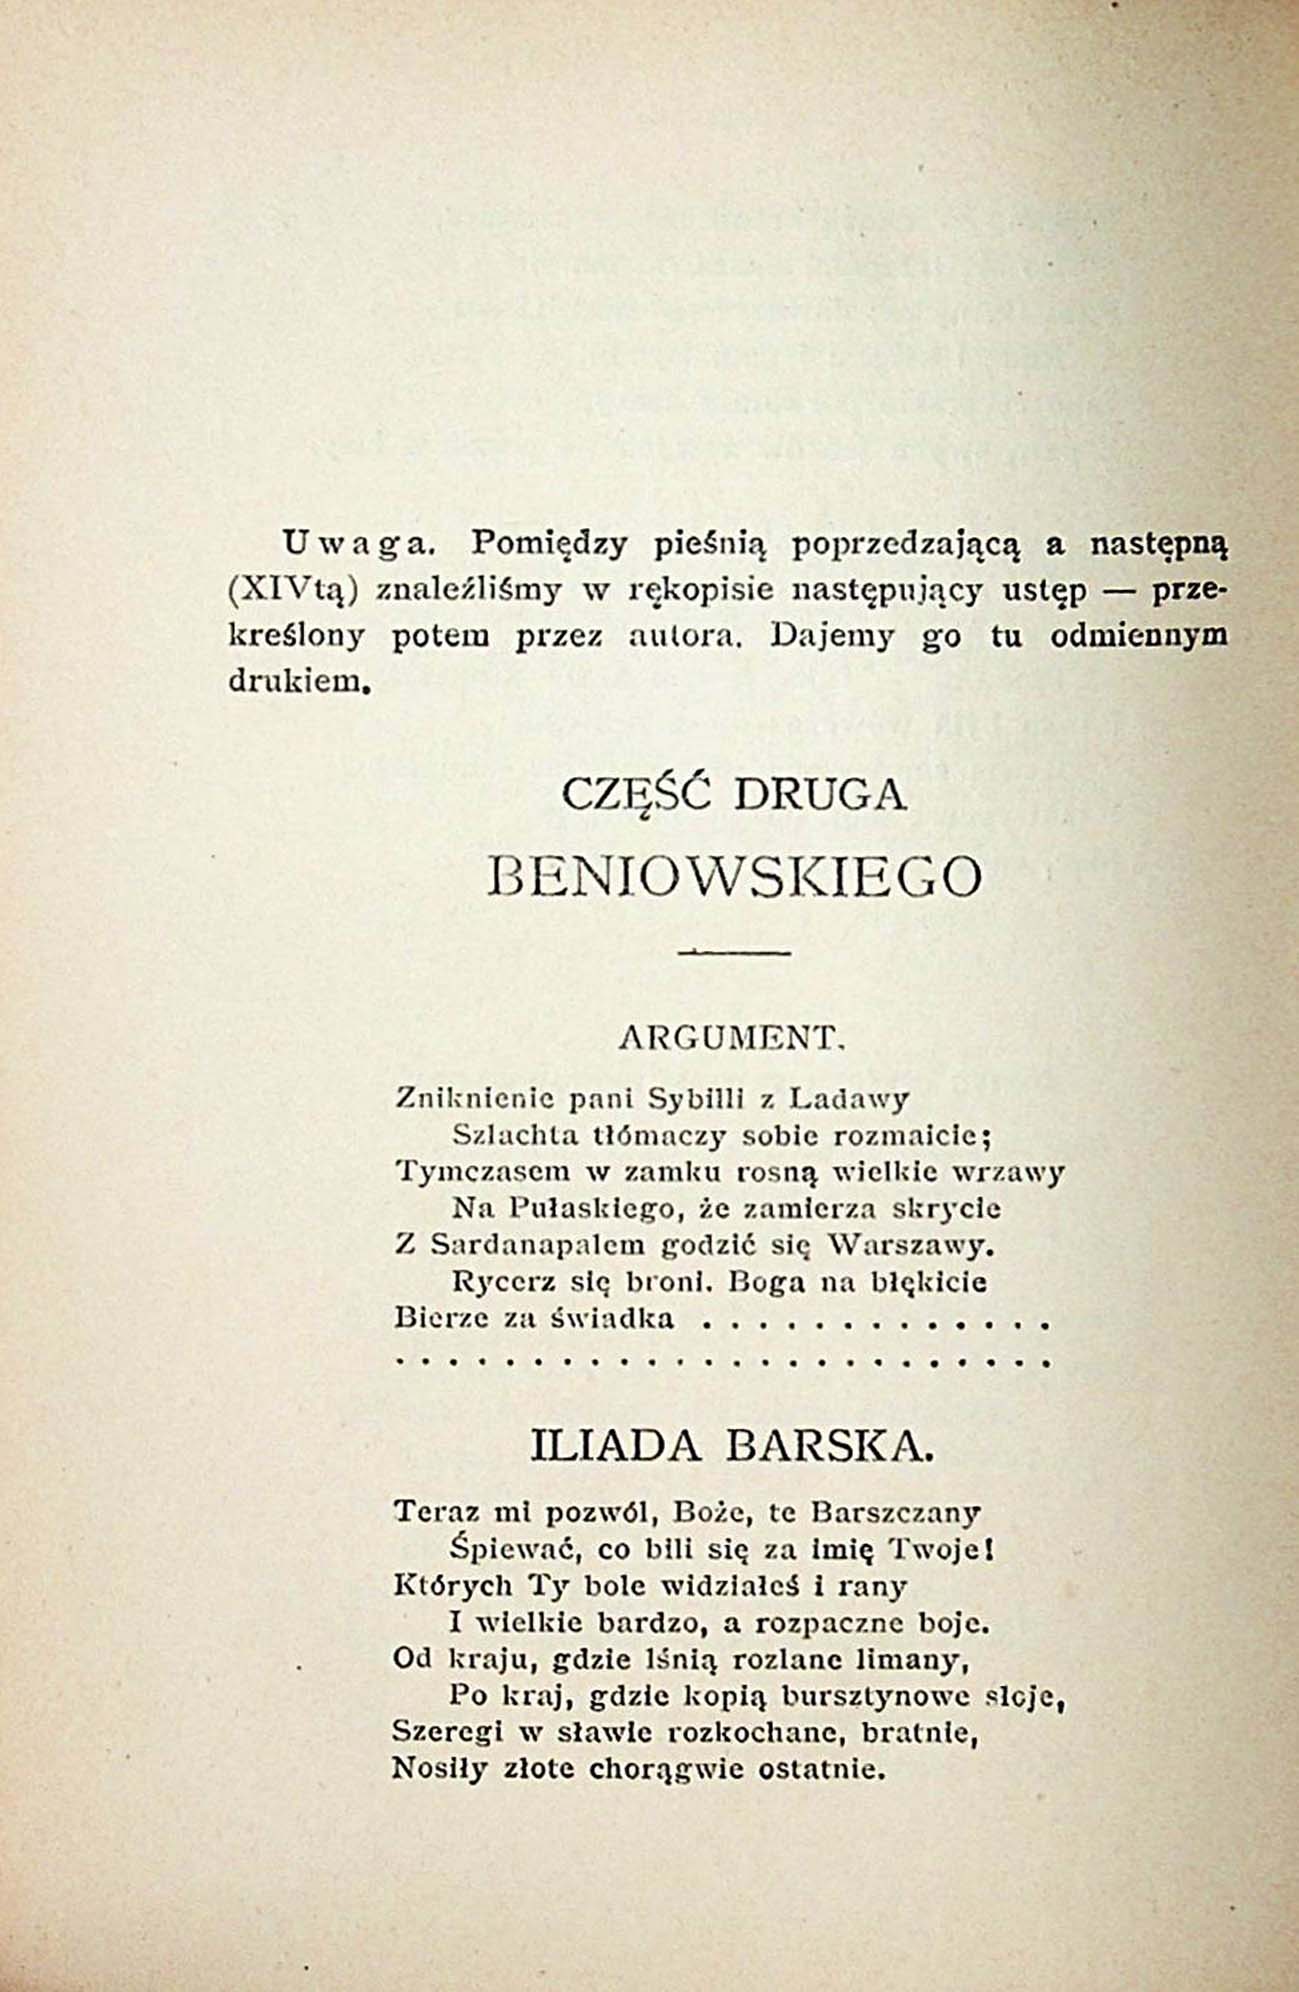 Uwaga. Pomiędzy pieśnią poprzedzającą a następną
(XIVtą) znaleźliśmy w rękopisie następujący ustęp — prze-
kreślony potem przez autora. Dajemy go tu odmiennym
drukiem.
CZĘŚĆ DRUGA
BENIOWSKIEGO
ARGUMENT.
Zniknienie pani Sybilli z Ladawy
Szlachta tłómaczy sobie rozmaicie;
Tymczasem w zamku rosną wielkie wrzawy
Na Pułaskiego, że zamierza skrycie
Z Sardanapalem godzić się Warszawy.
Rycerz się broni. Boga na błękicie
Bierze za świadka . . . . . . . . . . . . .
. . . . . . . . . . . . . . . . . . . . . . . .
ILIADA BARSKA.
Teraz mi pozwól, Boże, te Barszczany
Śpiewać, co bili się za imię Twoje!
Których Ty bole widziałeś i rany
I wielkie bardzo, a rozpaczne boje.
Od kraju, gdzie lśnią rozlane limany,
Po kraj, gdzie kopią bursztynowe słoje,
Szeregi w sławie rozkochane, bratnie,
Nosiły złote chorągwie ostatnie.